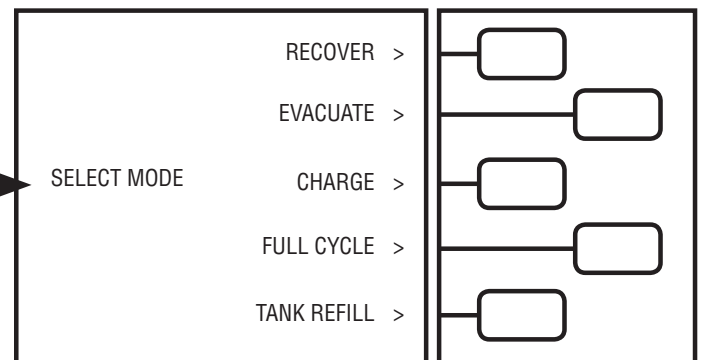 RECOVER >
EVACUATE >
SELECT MODE CHARGE >
FULL CYCLE >
TANK REFILL >